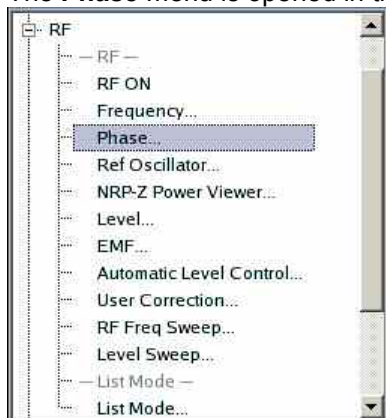 The Phase menu is opened in t
RF
— RF —
RF ON
Frequency...
Phase...
Ref Oscillator...
NRP-Z Power Viewer...
Level...
EMF...
Automatic Level Control...
User Correction...
RF Freq Sweep...
Level Sweep...
— List Mode —
List Mode...